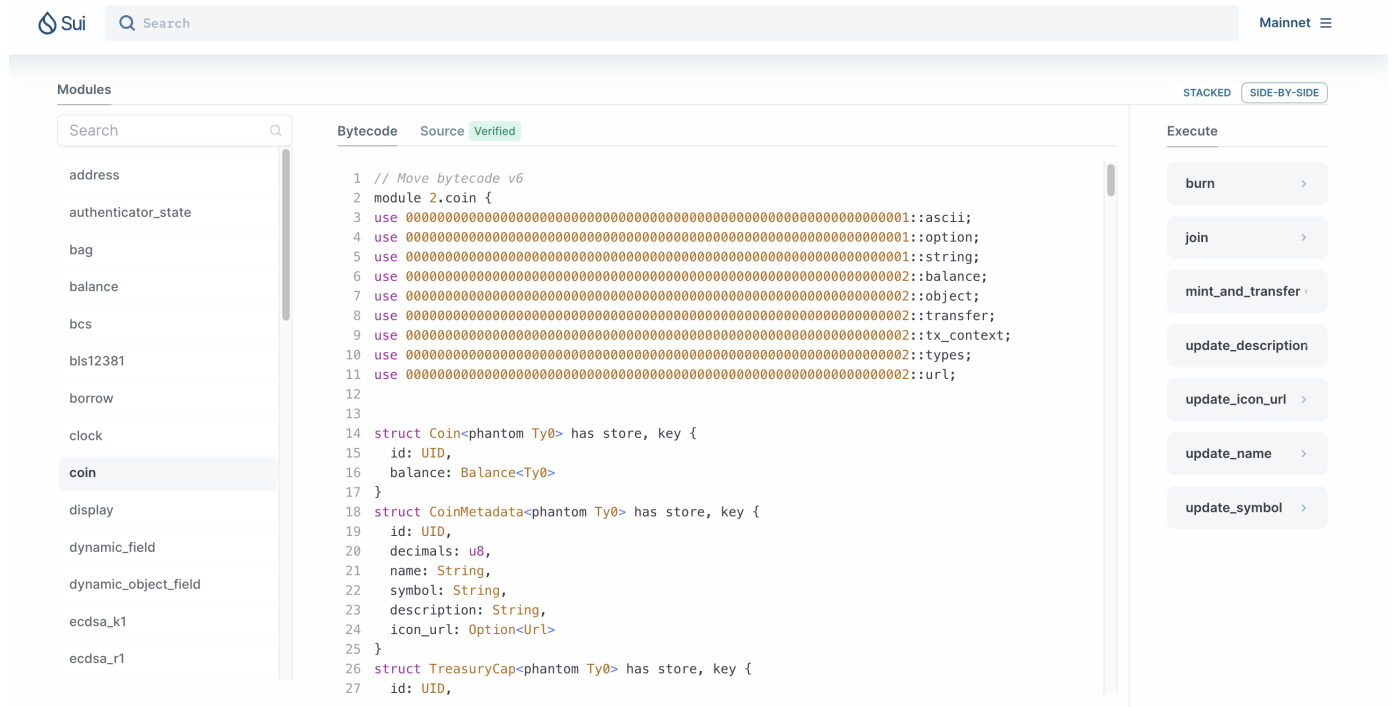 Sui
Search
Mainnet
Modules
STACKED
SIDE-BY-SIDE
Search
address
authenticator_state
bag
balance
bcs
bls12381
borrow
clock
coin
display
dynamic_field
dynamic_object_field
ecdsa_k1
ecdsa_r1
Bytecode Source Verified
1 // Move bytecode v6
2 module 2.coin {
3 use 0000000000000000000000000000000000000000000000000000000000000001::ascii;
4 use 0000000000000000000000000000000000000000000000000000000000000001::option;
5 use 0000000000000000000000000000000000000000000000000000000000000001::string;
6 use 0000000000000000000000000000000000000000000000000000000000000002::balance;
7 use 0000000000000000000000000000000000000000000000000000000000000002::object;
8 use 0000000000000000000000000000000000000000000000000000000000000002::transfer;
9 use 0000000000000000000000000000000000000000000000000000000000000002::tx_context;
10 use 0000000000000000000000000000000000000000000000000000000000000002::types;
11 use 0000000000000000000000000000000000000000000000000000000000000002::url;
12
13
14 struct Coin<phantom Ty0> has store, key {
15 id: UID,
16 balance: Balance<Ty0>
17 }
18 struct CoinMetadata<phantom Ty0> has store, key {
19 id: UID,
20 decimals: u8,
21 name: String,
22 symbol: String,
23 description: String,
24 icon_url: Option<Url>
25 }
26 struct TreasuryCap<phantom Ty0> has store, key {
27 id: UID,
Execute
burn
join
mint_and_transfer
update_description
update_icon_url
update_name
update_symbol